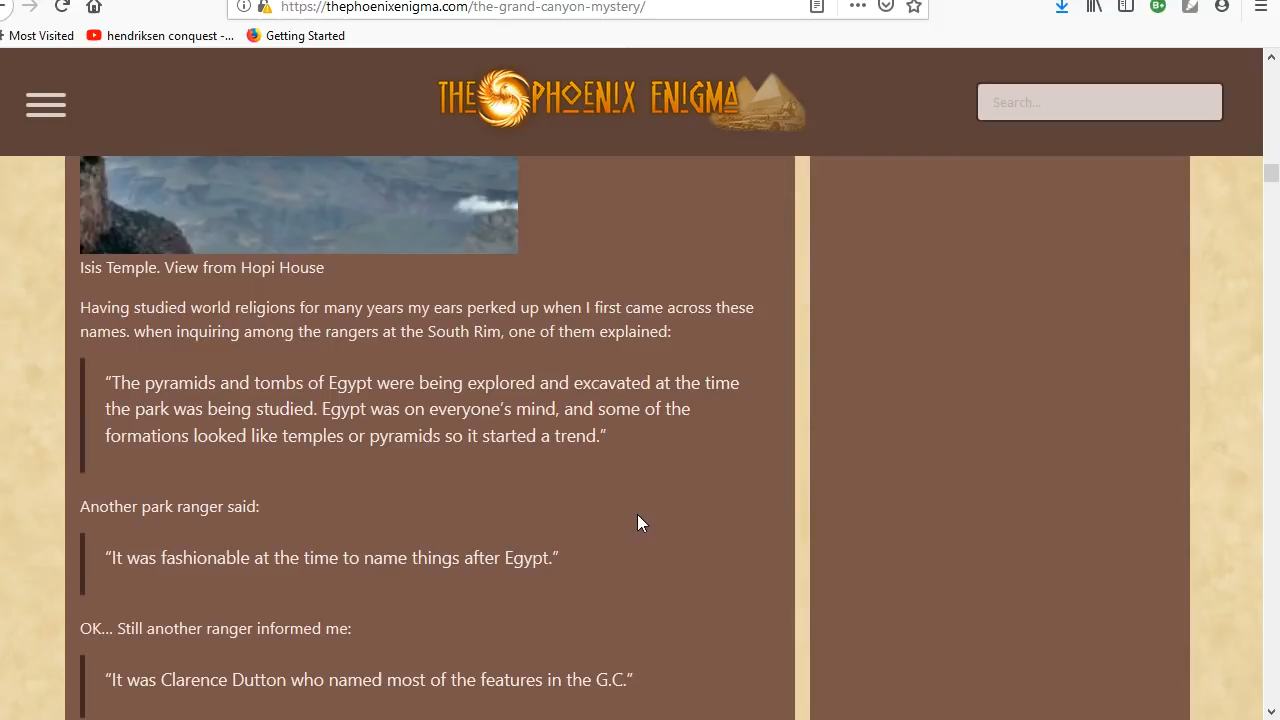 https://thephoenixenigma.com/the-grand-canyon-mystery/
Most Visited
hendriksen conquest -...
Getting Started
THE PHOENIX ENIGMA
Search...
Isis Temple. View from Hopi House
Having studied world religions for many years my ears perked up when I first came across these
names. when inquiring among the rangers at the South Rim, one of them explained:
“The pyramids and tombs of Egypt were being explored and excavated at the time
the park was being studied. Egypt was on everyone’s mind, and some of the
formations looked like temples or pyramids so it started a trend.”
Another park ranger said:
“It was fashionable at the time to name things after Egypt.”
OK... Still another ranger informed me:
“It was Clarence Dutton who named most of the features in the G.C.”